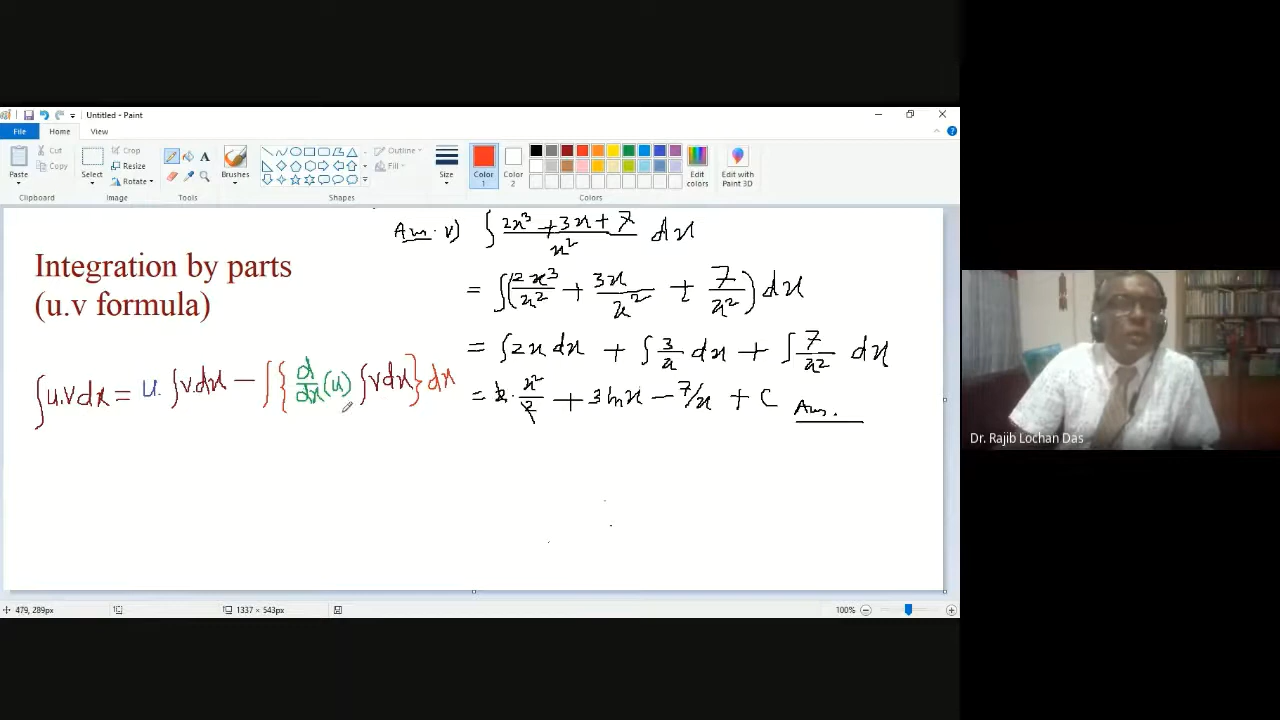 Untitled - Paint
File Home View
Paste Cut Copy Select Crop Resize Rotate A Brushes Outline Fill Size Color 1 Color 2 Edit colors Edit with Paint 3D
Clipboard Image Tools Shapes Colors
Integration by parts
(u.v formula)
∫u.v dx = u. ∫v.dx − ∫{d/dx(u) ∫v dx} dx
Ans. v) ∫ (2x³ + 3x + 7)/x² dx
= ∫(2x³/x² + 3x/x² + 7/x²) dx
= ∫2x dx + ∫3/x dx + ∫7/x² dx
= 2. x²/2 + 3 ln x − 7/x + C Ans.
479, 289px 1337 × 543px 100%
Dr. Rajib Lochan Das